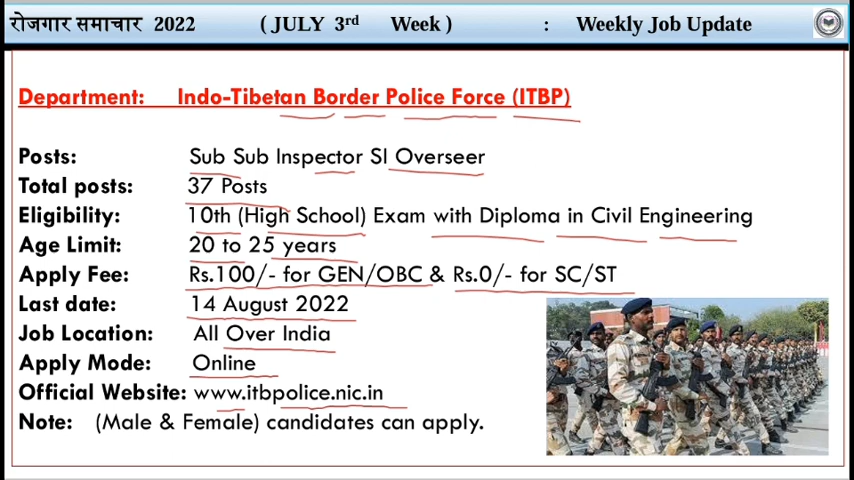 रोजगार समाचार 2022 ( JULY 3rd Week ) : Weekly Job Update
Department: Indo-Tibetan Border Police Force (ITBP)
Posts: Sub Sub Inspector SI Overseer
Total posts: 37 Posts
Eligibility: 10th (High School) Exam with Diploma in Civil Engineering
Age Limit: 20 to 25 years
Apply Fee: Rs.100/- for GEN/OBC & Rs.0/- for SC/ST
Last date: 14 August 2022
Job Location: All Over India
Apply Mode: Online
Official Website: www.itbpolice.nic.in
Note: (Male & Female) candidates can apply.